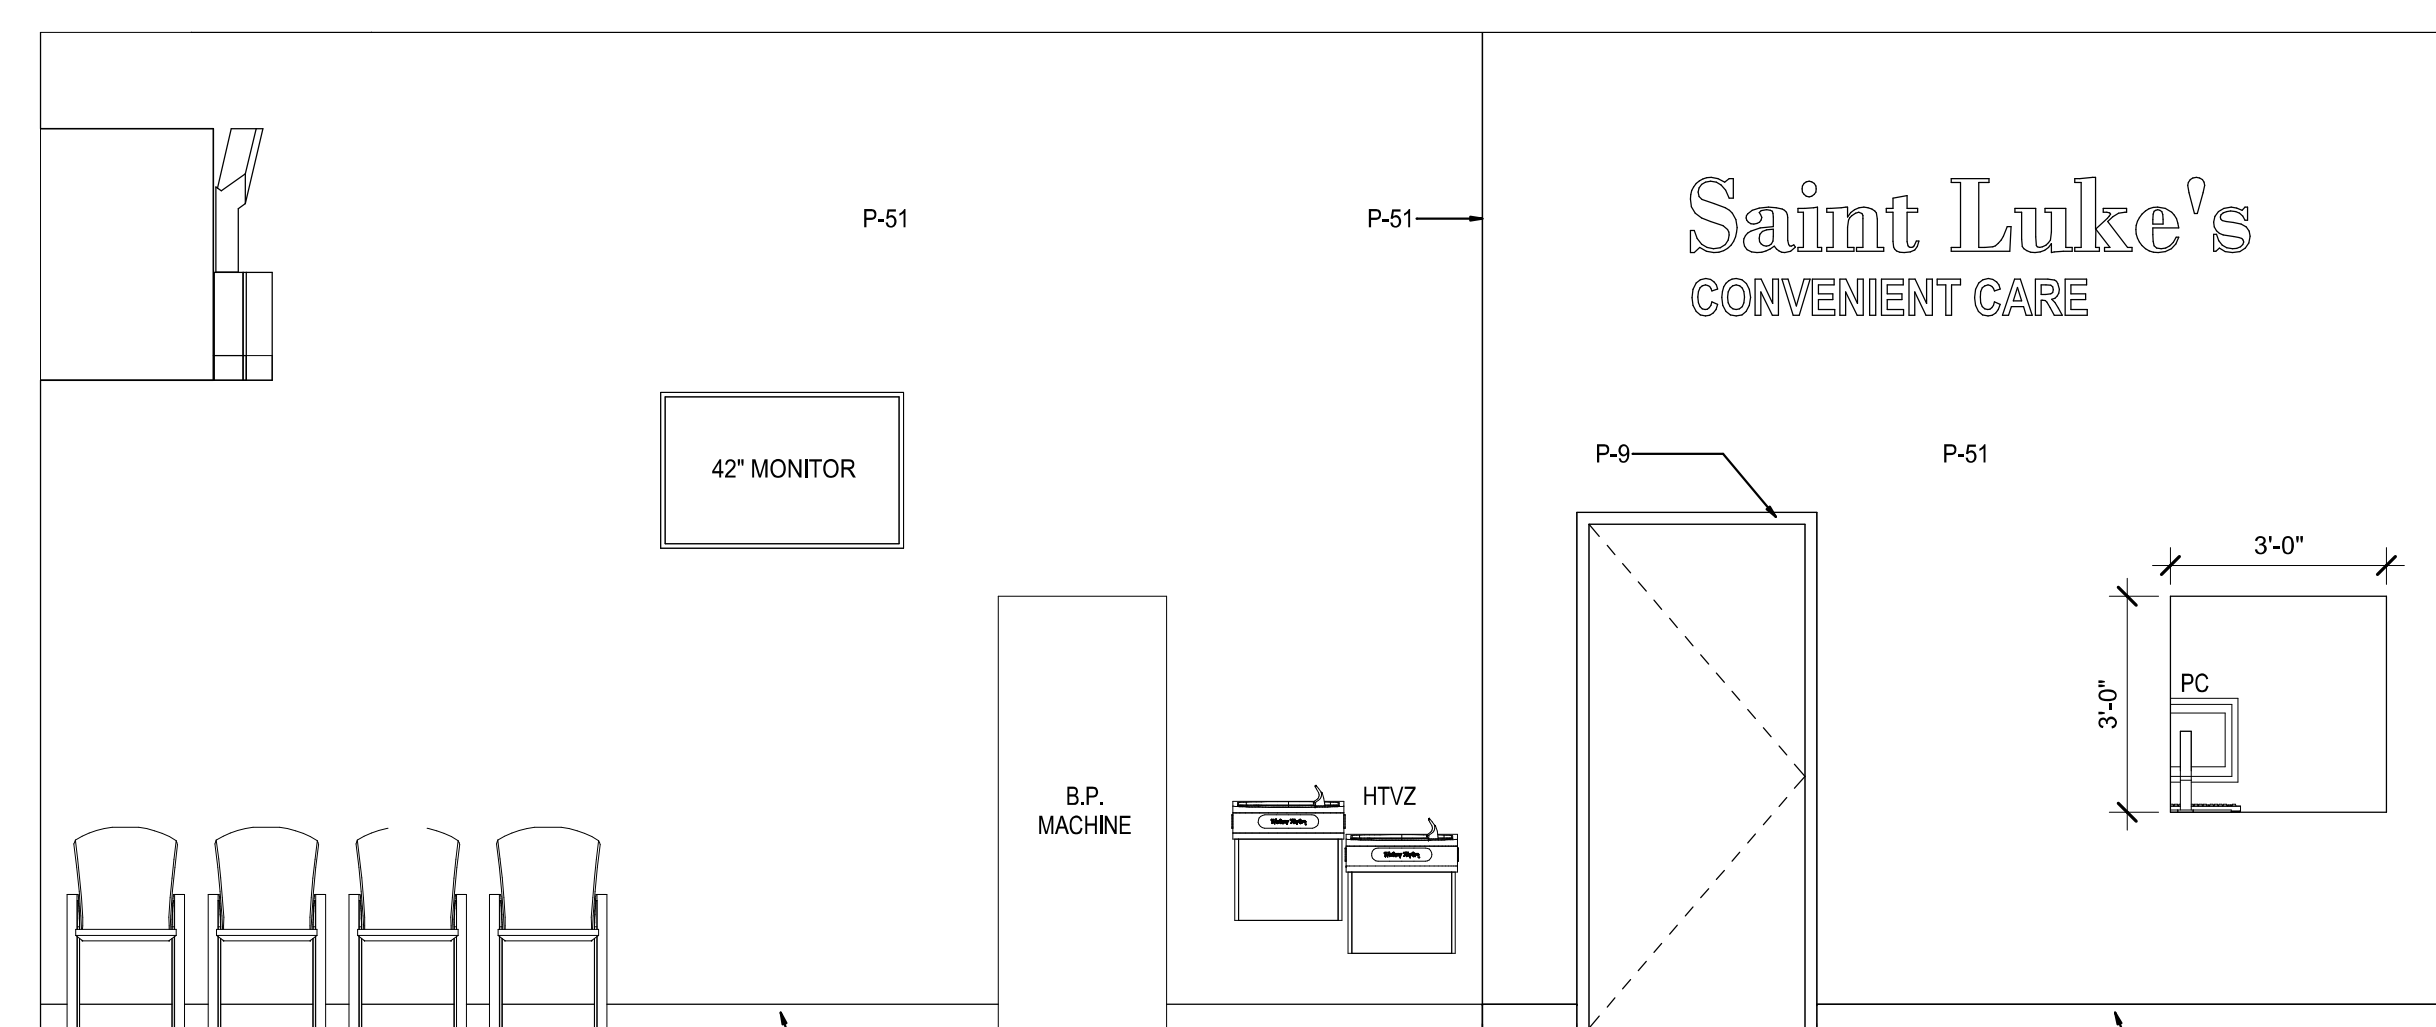 P-51
P-51
Saint Luke's
CONVENIENT CARE
42" MONITOR
P-9
P-51
3'-0"
3'-0"
PC
B.P.
MACHINE
HTVZ